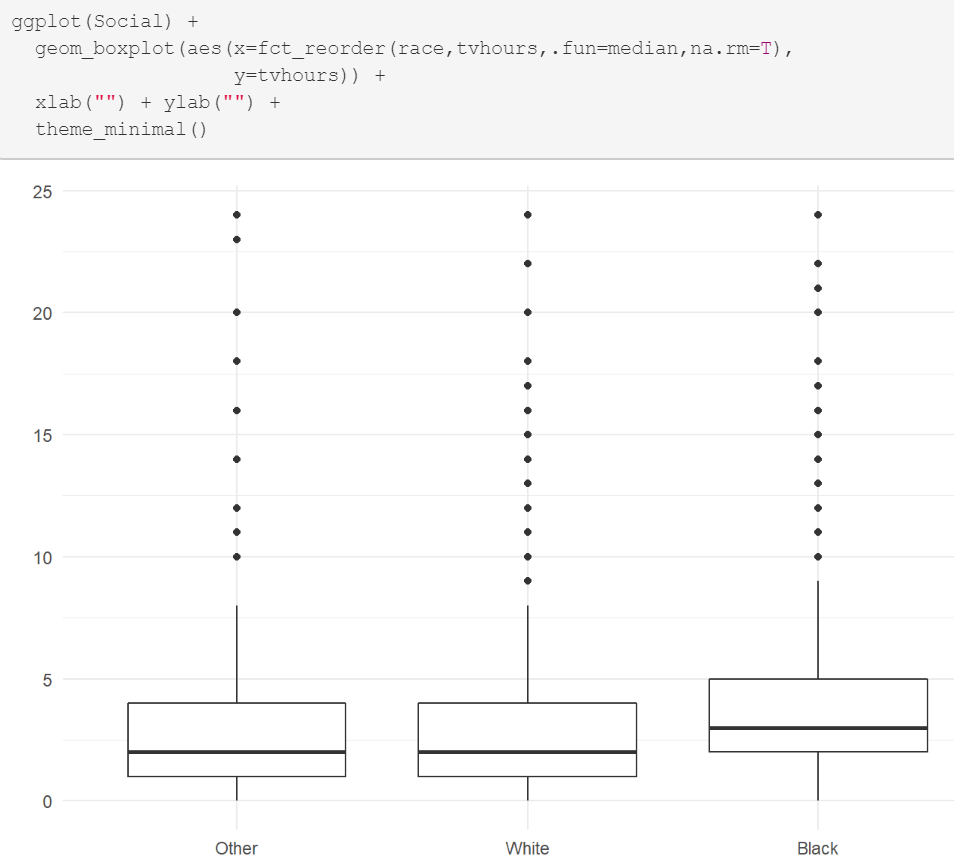 ggplot(Social) +
  geom_boxplot(aes(x=fct_reorder(race,tvhours,.fun=median,na.rm=T),
                   y=tvhours)) +
  xlab("") + ylab("") +
  theme_minimal()
25
20
15
10
5
0
Other White Black